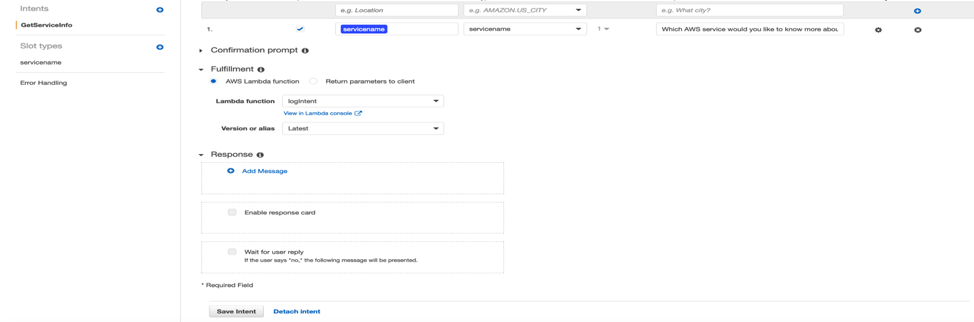 Intents
e.g. Location
e.g. AMAZON.US_CITY
e.g. What city?
GetServiceInfo
1.
servicename
servicename
1
Which AWS service would you like to know more abou
Slot types
servicename
Error Handling
Confirmation prompt
Fulfillment
AWS Lambda function
Return parameters to client
Lambda function
logIntent
View in Lambda console
Version or alias
Latest
Response
Add Message
Enable response card
Wait for user reply
If the user says "no," the following message will be presented.
* Required Field
Save Intent
Detach intent